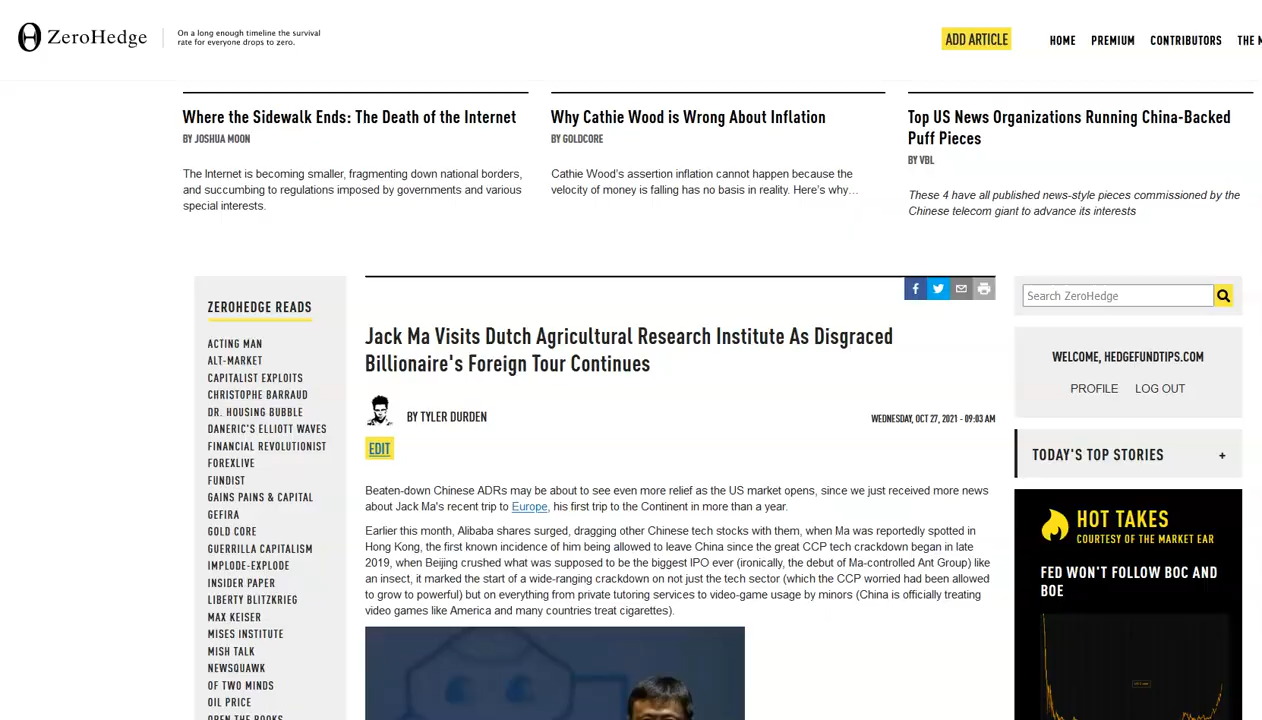 ZeroHedge
On a long enough timeline the survival
rate for everyone drops to zero.
ADD ARTICLE
HOME
PREMIUM
CONTRIBUTORS
THE
Where the Sidewalk Ends: The Death of the Internet
BY JOSHUA MOON
The Internet is becoming smaller, fragmenting down national borders,
and succumbing to regulations imposed by governments and various
special interests.
Why Cathie Wood is Wrong About Inflation
BY GOLDCORE
Cathie Wood's assertion inflation cannot happen because the
velocity of money is falling has no basis in reality. Here's why…
Top US News Organizations Running China-Backed
Puff Pieces
BY VBL
These 4 have all published news-style pieces commissioned by the
Chinese telecom giant to advance its interests
ZEROHEDGE READS
ACTING MAN
ALT-MARKET
CAPITALIST EXPLOITS
CHRISTOPHE BARRAUD
DR. HOUSING BUBBLE
DANERIC'S ELLIOTT WAVES
FINANCIAL REVOLUTIONIST
FOREXLIVE
FUNDIST
GAINS PAINS & CAPITAL
GEFIRA
GOLD CORE
GUERRILLA CAPITALISM
IMPLODE-EXPLODE
INSIDER PAPER
LIBERTY BLITZKRIEG
MAX KEISER
MISES INSTITUTE
MISH TALK
NEWSQUAWK
OF TWO MINDS
OIL PRICE
OPEN THE BOOKS
Jack Ma Visits Dutch Agricultural Research Institute As Disgraced
Billionaire's Foreign Tour Continues
BY TYLER DURDEN
WEDNESDAY, OCT 27, 2021 - 09:03 AM
EDIT
Beaten-down Chinese ADRs may be about to see even more relief as the US market opens, since we just received more news
about Jack Ma's recent trip to Europe, his first trip to the Continent in more than a year.
Earlier this month, Alibaba shares surged, dragging other Chinese tech stocks with them, when Ma was reportedly spotted in
Hong Kong, the first known incidence of him being allowed to leave China since the great CCP tech crackdown began in late
2019, when Beijing crushed what was supposed to be the biggest IPO ever (ironically, the debut of Ma-controlled Ant Group) like
an insect, it marked the start of a wide-ranging crackdown on not just the tech sector (which the CCP worried had been allowed
to grow to powerful) but on everything from private tutoring services to video-game usage by minors (China is officially treating
video games like America and many countries treat cigarettes).
Search ZeroHedge
WELCOME, HEDGEFUNDTIPS.COM
PROFILE
LOG OUT
TODAY'S TOP STORIES +
HOT TAKES
COURTESY OF THE MARKET EAR
FED WON'T FOLLOW BOC AND
BOE